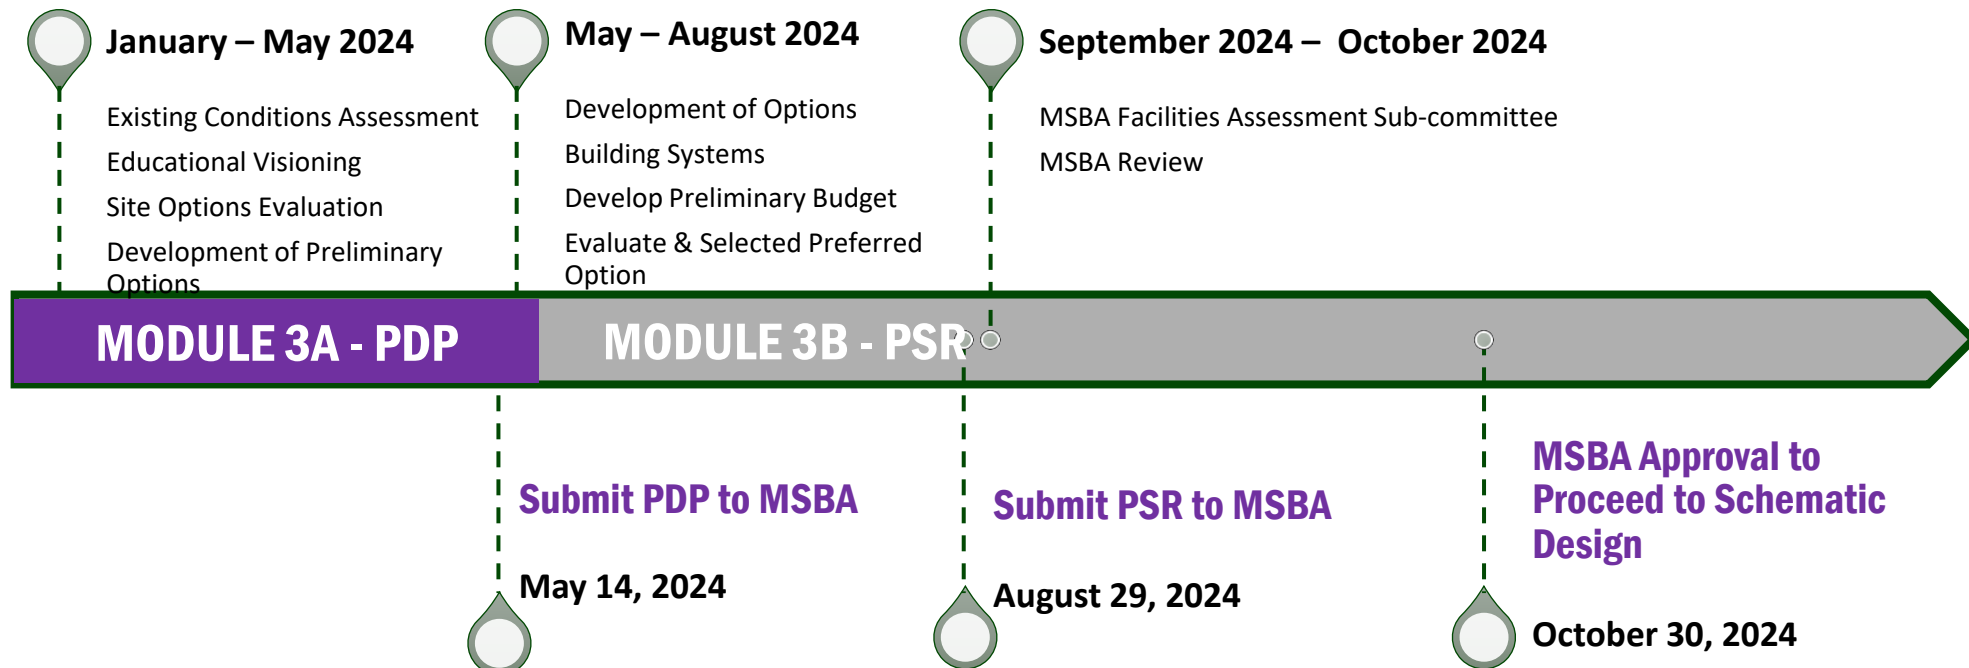 January – May 2024
Existing Conditions Assessment
Educational Visioning
Site Options Evaluation
Development of Preliminary
Options
May – August 2024
Development of Options
Building Systems
Develop Preliminary Budget
Evaluate & Selected Preferred
Option
September 2024 – October 2024
MSBA Facilities Assessment Sub-committee
MSBA Review
MODULE 3A - PDP
MODULE 3B - PSR
Submit PDP to MSBA
May 14, 2024
Submit PSR to MSBA
August 29, 2024
MSBA Approval to
Proceed to Schematic
Design
October 30, 2024